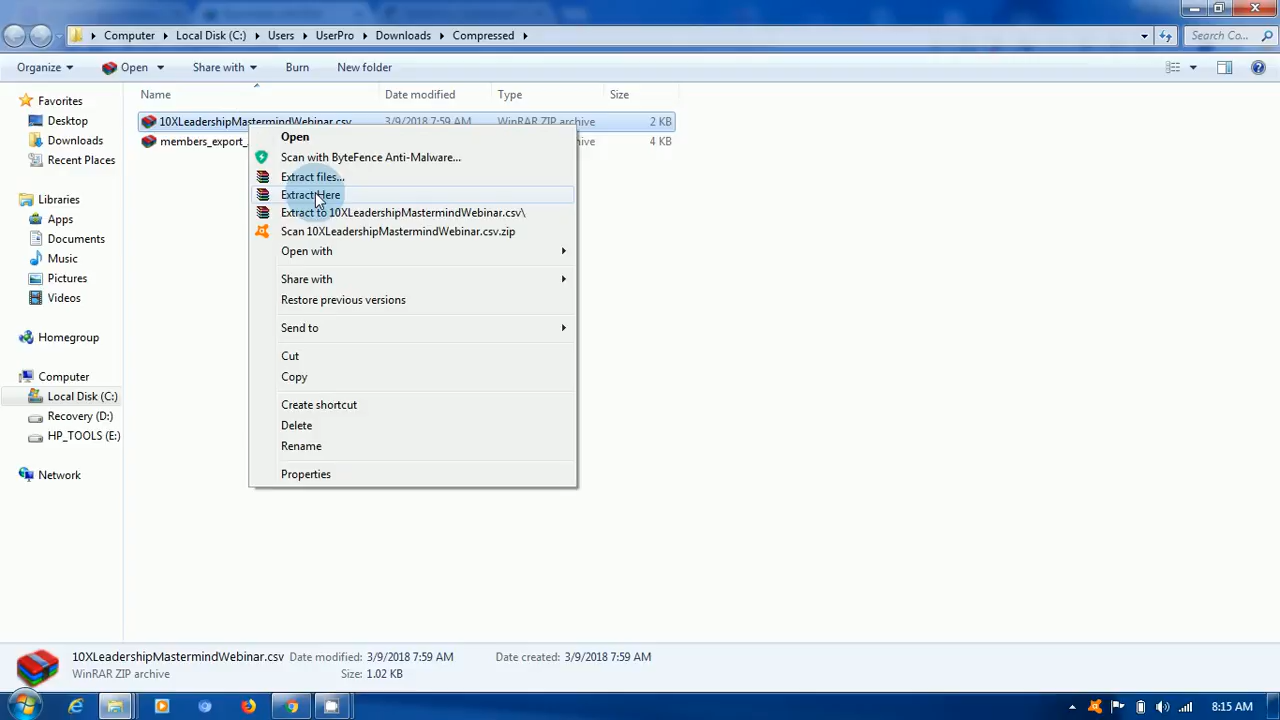 Computer Local Disk (C:) Users UserPro Downloads Compressed
Search Co...
Organize Open Share with Burn New folder
Name Date modified Type Size
Favorites
Desktop
Downloads
Recent Places
Libraries
Apps
Documents
Music
Pictures
Videos
Homegroup
Computer
Local Disk (C:)
Recovery (D:)
HP_TOOLS (E:)
Network
10XLeadershipMastermindWebinar.csv 3/9/2018 7:59 AM WinRAR ZIP archive 2 KB
members_export_ 4 KB
Open
Scan with ByteFence Anti-Malware...
Extract files...
Extract Here
Extract to 10XLeadershipMastermindWebinar.csv\
Scan 10XLeadershipMastermindWebinar.csv.zip
Open with
Share with
Restore previous versions
Send to
Cut
Copy
Create shortcut
Delete
Rename
Properties
10XLeadershipMastermindWebinar.csv Date modified: 3/9/2018 7:59 AM Date created: 3/9/2018 7:59 AM
WinRAR ZIP archive Size: 1.02 KB
8:15 AM